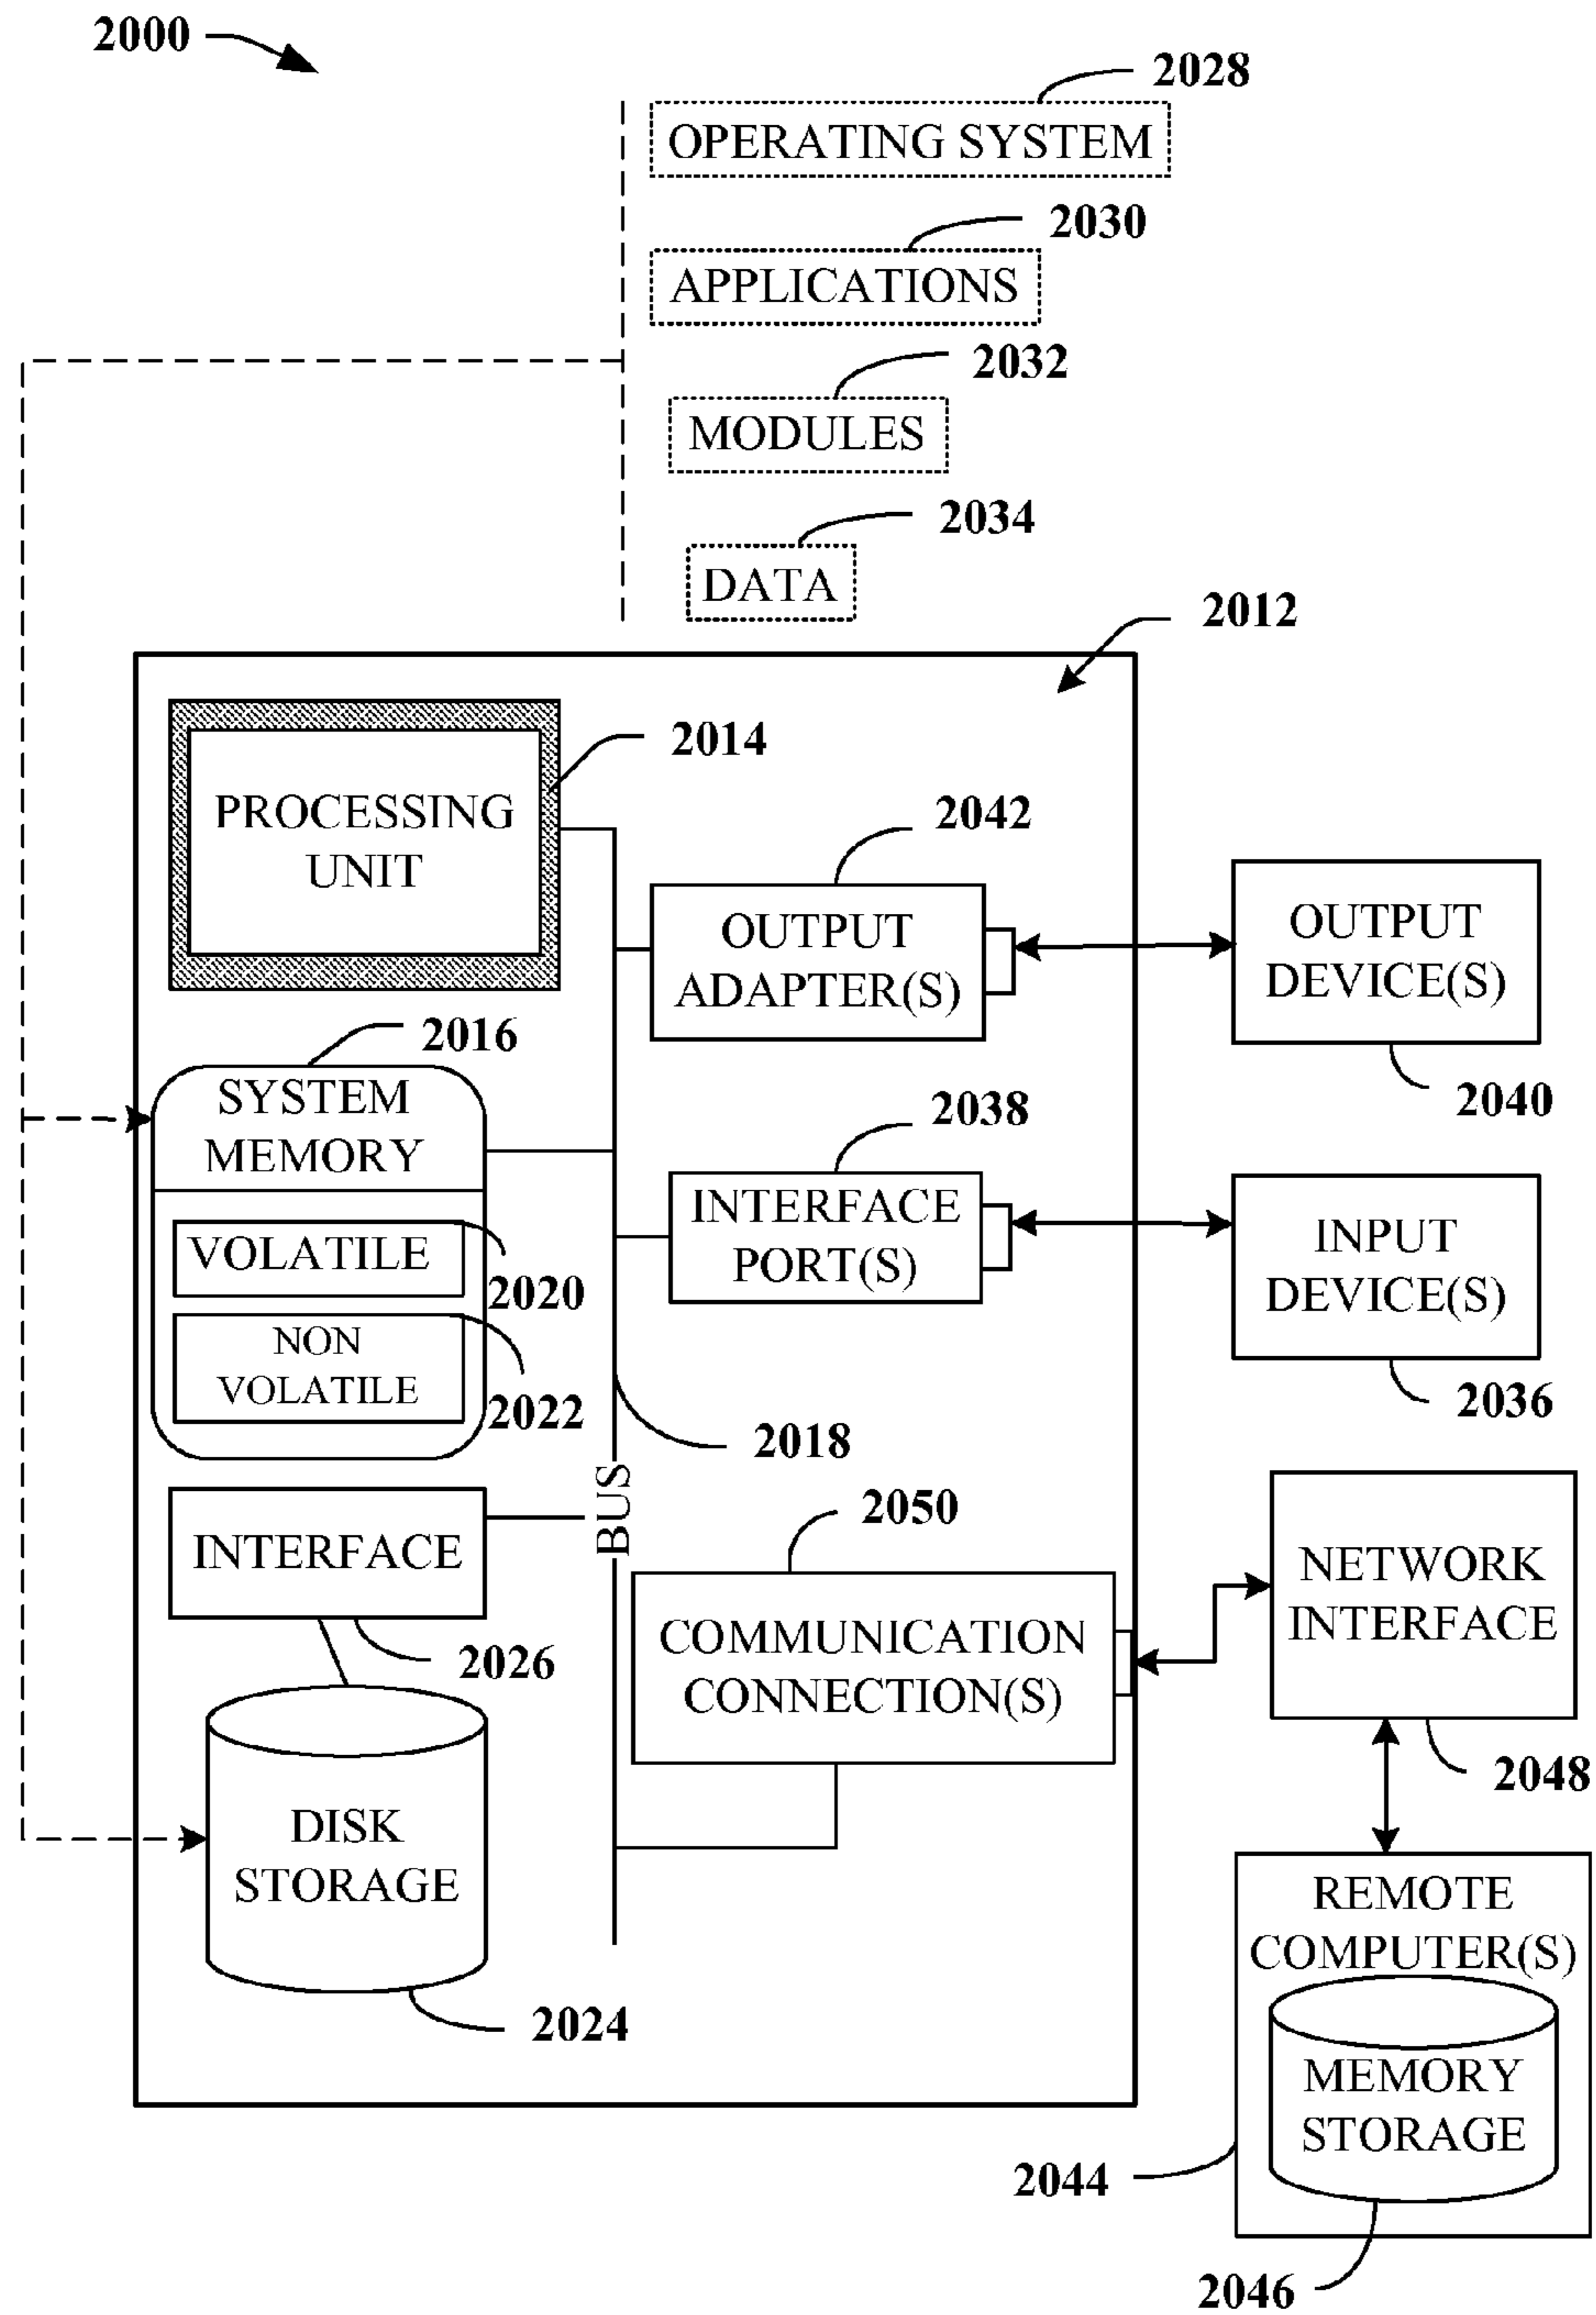 2000
2028
OPERATING SYSTEM
2030
APPLICATIONS
2032
MODULES
2034
DATA
2012
2014
PROCESSING
UNIT
2042
OUTPUT
ADAPTER(S)
OUTPUT
DEVICE(S)
2040
2016
SYSTEM
MEMORY
VOLATILE
2020
NON
VOLATILE
2022
2038
INTERFACE
PORT(S)
INPUT
DEVICE(S)
2036
2018
BUS
INTERFACE
2026
2050
COMMUNICATION
CONNECTION(S)
NETWORK
INTERFACE
2048
DISK
STORAGE
2024
REMOTE
COMPUTER(S)
MEMORY
STORAGE
2044
2046